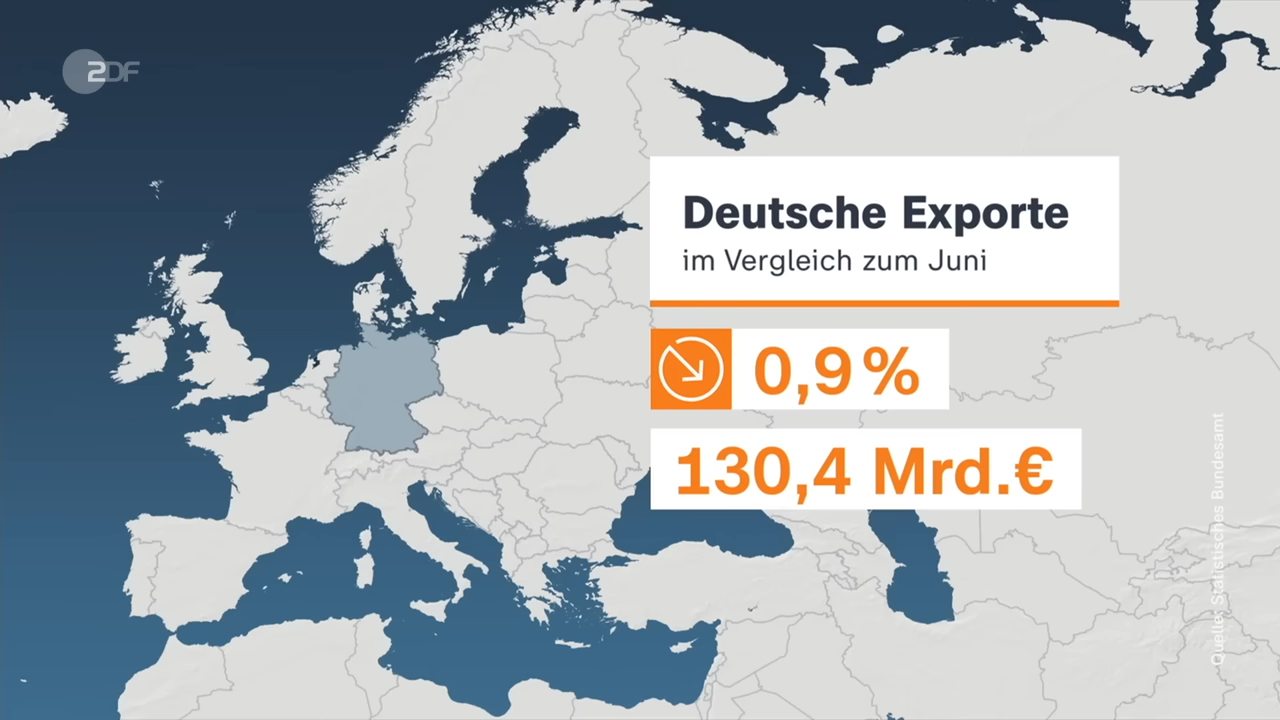 ZDF
Deutsche Exporte
im Vergleich zum Juni
0,9 %
130,4 Mrd.€
Quelle: Statistisches Bundesamt